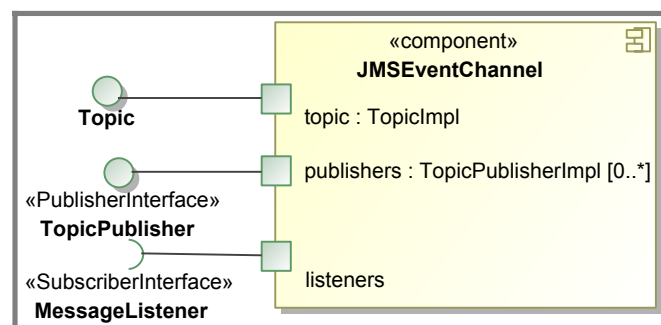 «component»
JMSEventChannel
Topic
topic : TopicImpl
publishers : TopicPublisherImpl [0..*]
«PublisherInterface»
TopicPublisher
«SubscriberInterface»
listeners
MessageListener